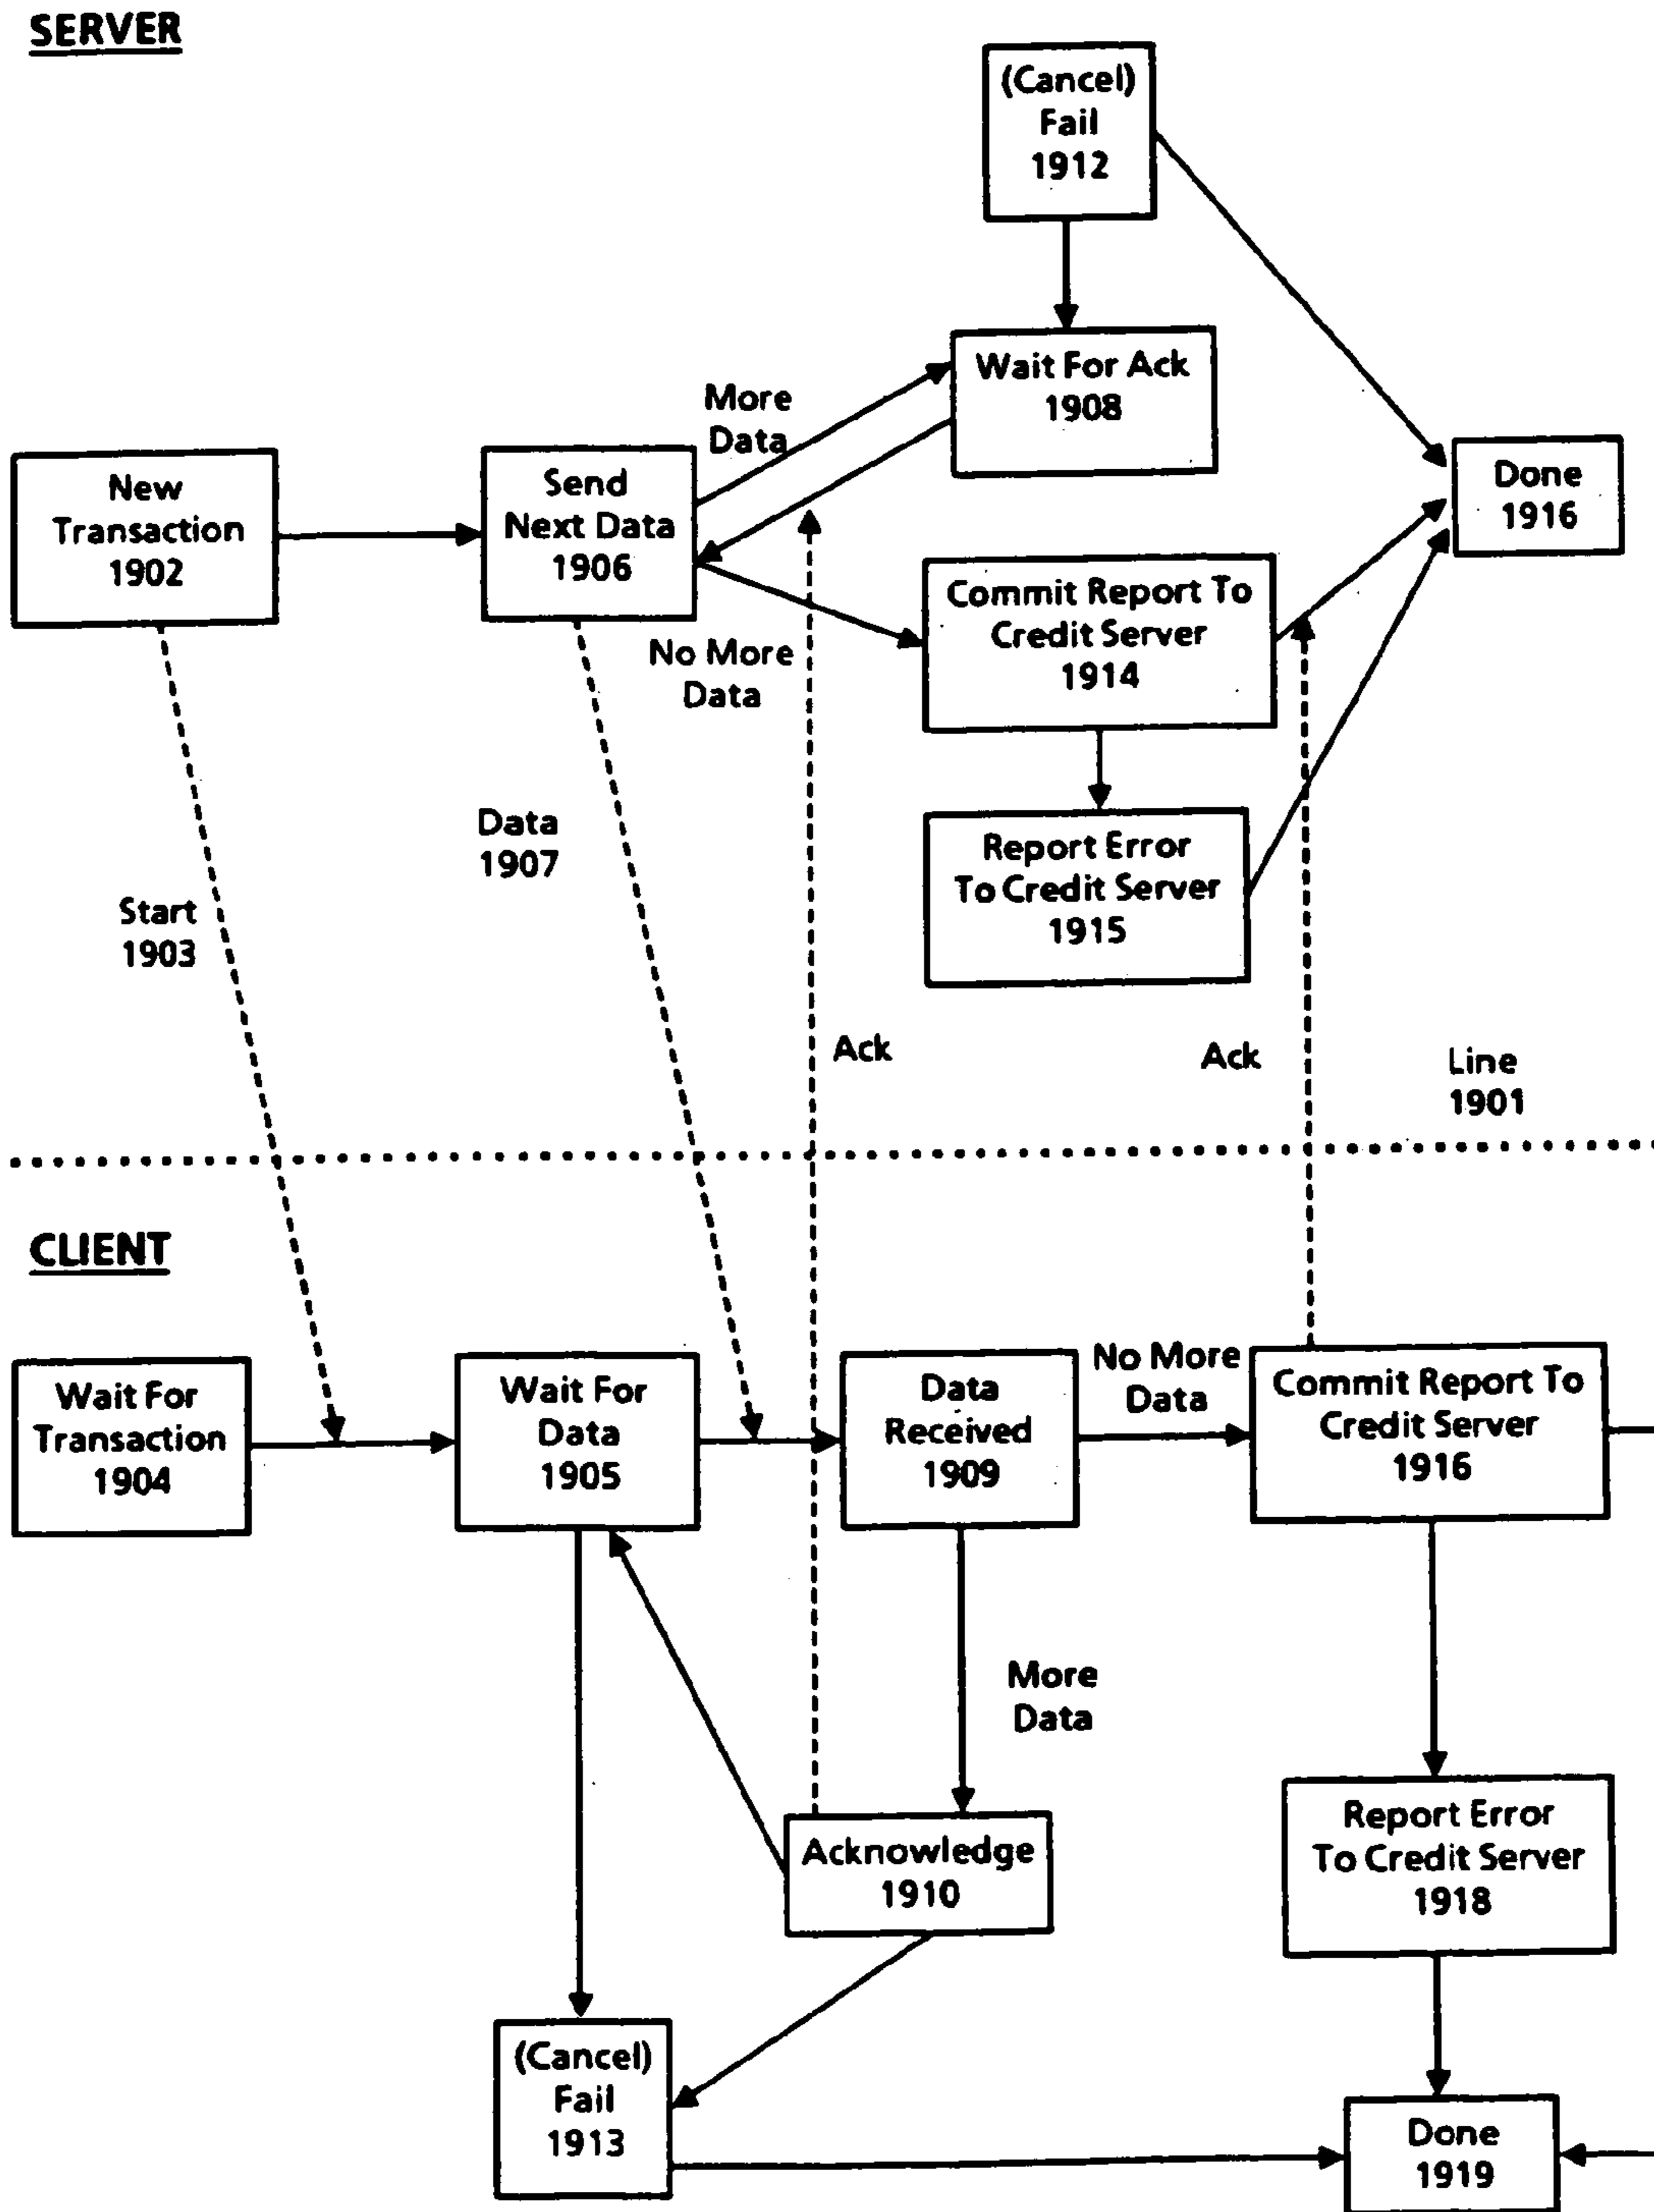 SERVER
(Cancel)
Fail
1912
Wait For Ack
1908
More
Data
New
Transaction
1902
Send
Next Data
1906
Done
1916
Commit Report To
Credit Server
1914
No More
Data
Report Error
To Credit Server
1915
Data
1907
Start
1903
Ack
Ack
Line
1901
CLIENT
Wait For
Transaction
1904
Wait For
Data
1905
Data
Received
1909
No More
Data
Commit Report To
Credit Server
1916
More
Data
Acknowledge
1910
Report Error
To Credit Server
1918
(Cancel)
Fail
1913
Done
1919